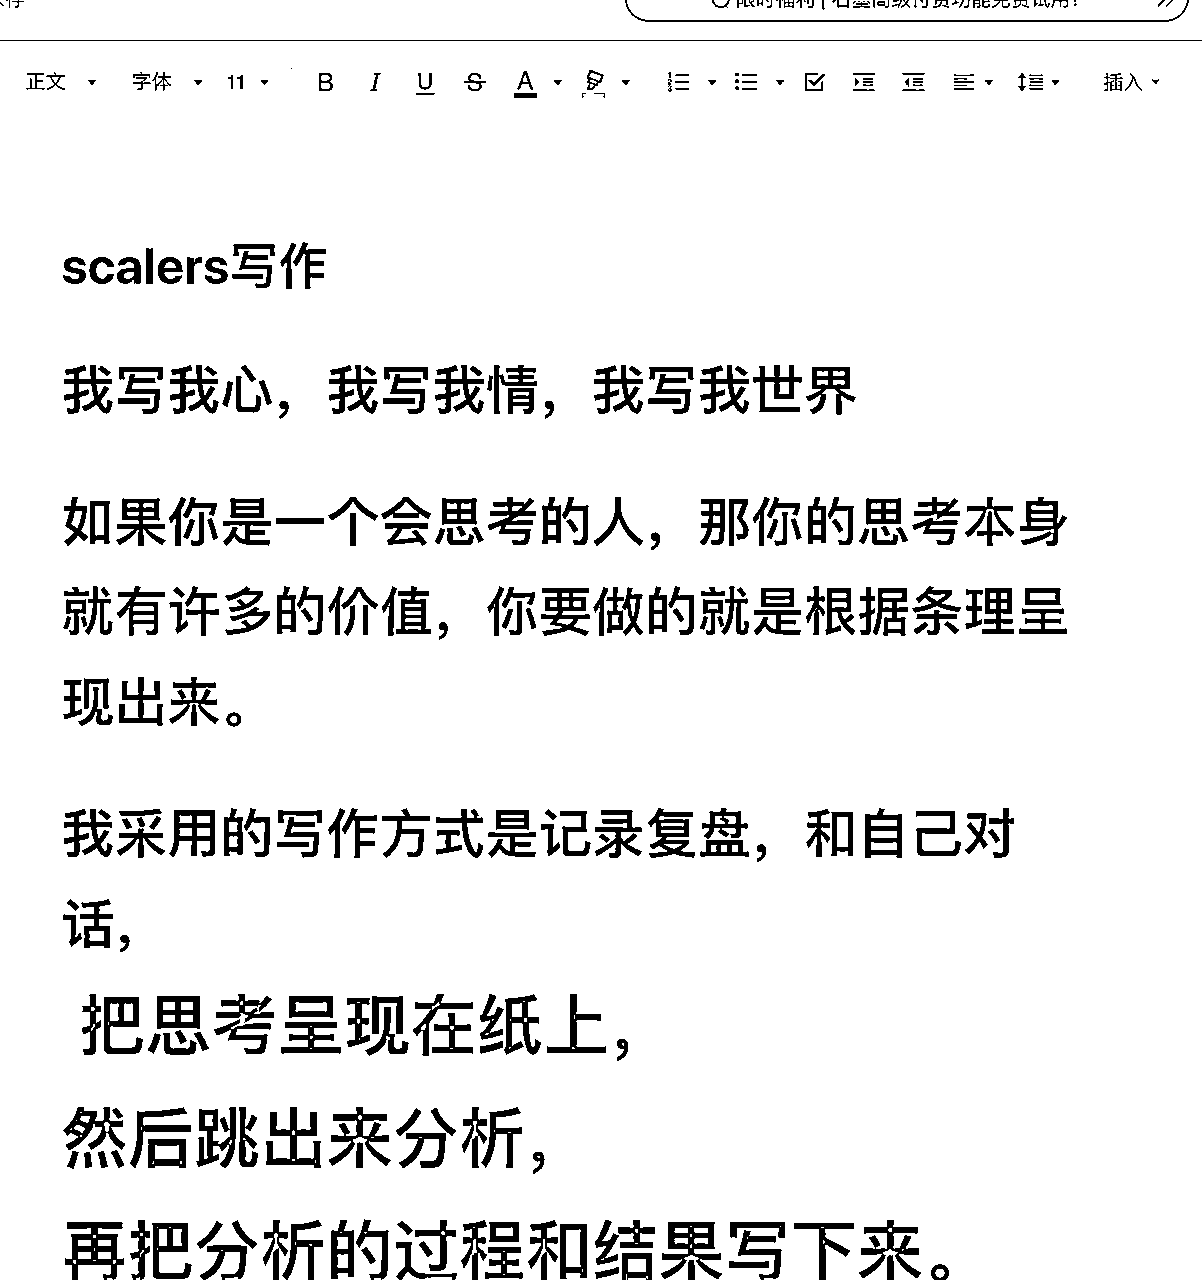 限时福利 | 石墨高级付费功能免费试用！
正文 字体 11 B I U S A 插入
scalers写作
我写我心，我写我情，我写我世界
如果你是一个会思考的人，那你的思考本身
就有许多的价值，你要做的就是根据条理呈
现出来。
我采用的写作方式是记录复盘，和自己对
话，
把思考呈现在纸上，
然后跳出来分析，
再把分析的过程和结果写下来。